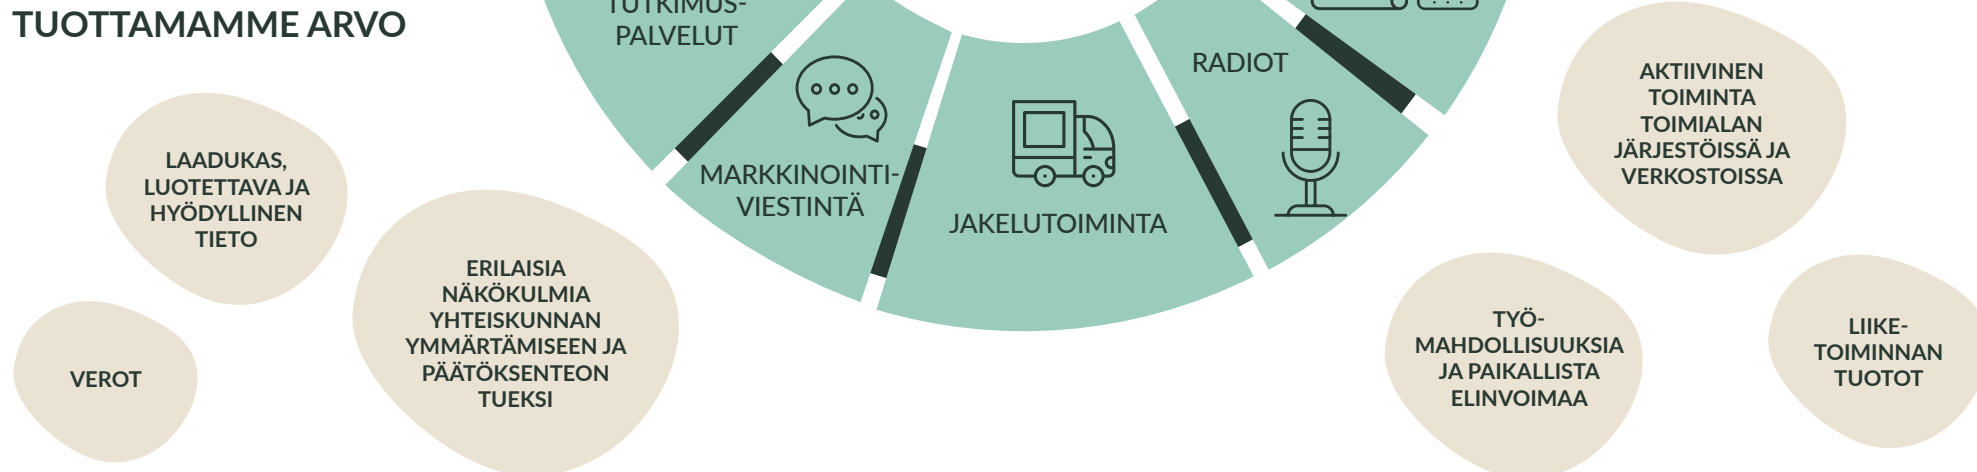 TUOTTAMAMME ARVO
TUTKIMUS-
PALVELUT
MARKKINOINTI-
VIESTINTÄ
JAKELUTOIMINTA
RADIOT
LAADUKAS,
LUOTETTAVA JA
HYÖDYLLINEN
TIETO
VEROT
ERILAISIA
NÄKÖKULMIA
YHTEISKUNNAN
YMMÄRTÄMISEEN JA
PÄÄTÖKSENTEON
TUEKSI
AKTIIVINEN
TOIMINTA
TOIMIALAN
JÄRJESTÖISSÄ JA
VERKOSTOISSA
TYÖ-
MAHDOLLISUUKSIA
JA PAIKALLISTA
ELINVOIMAA
LIIKE-
TOIMINNAN
TUOTOT